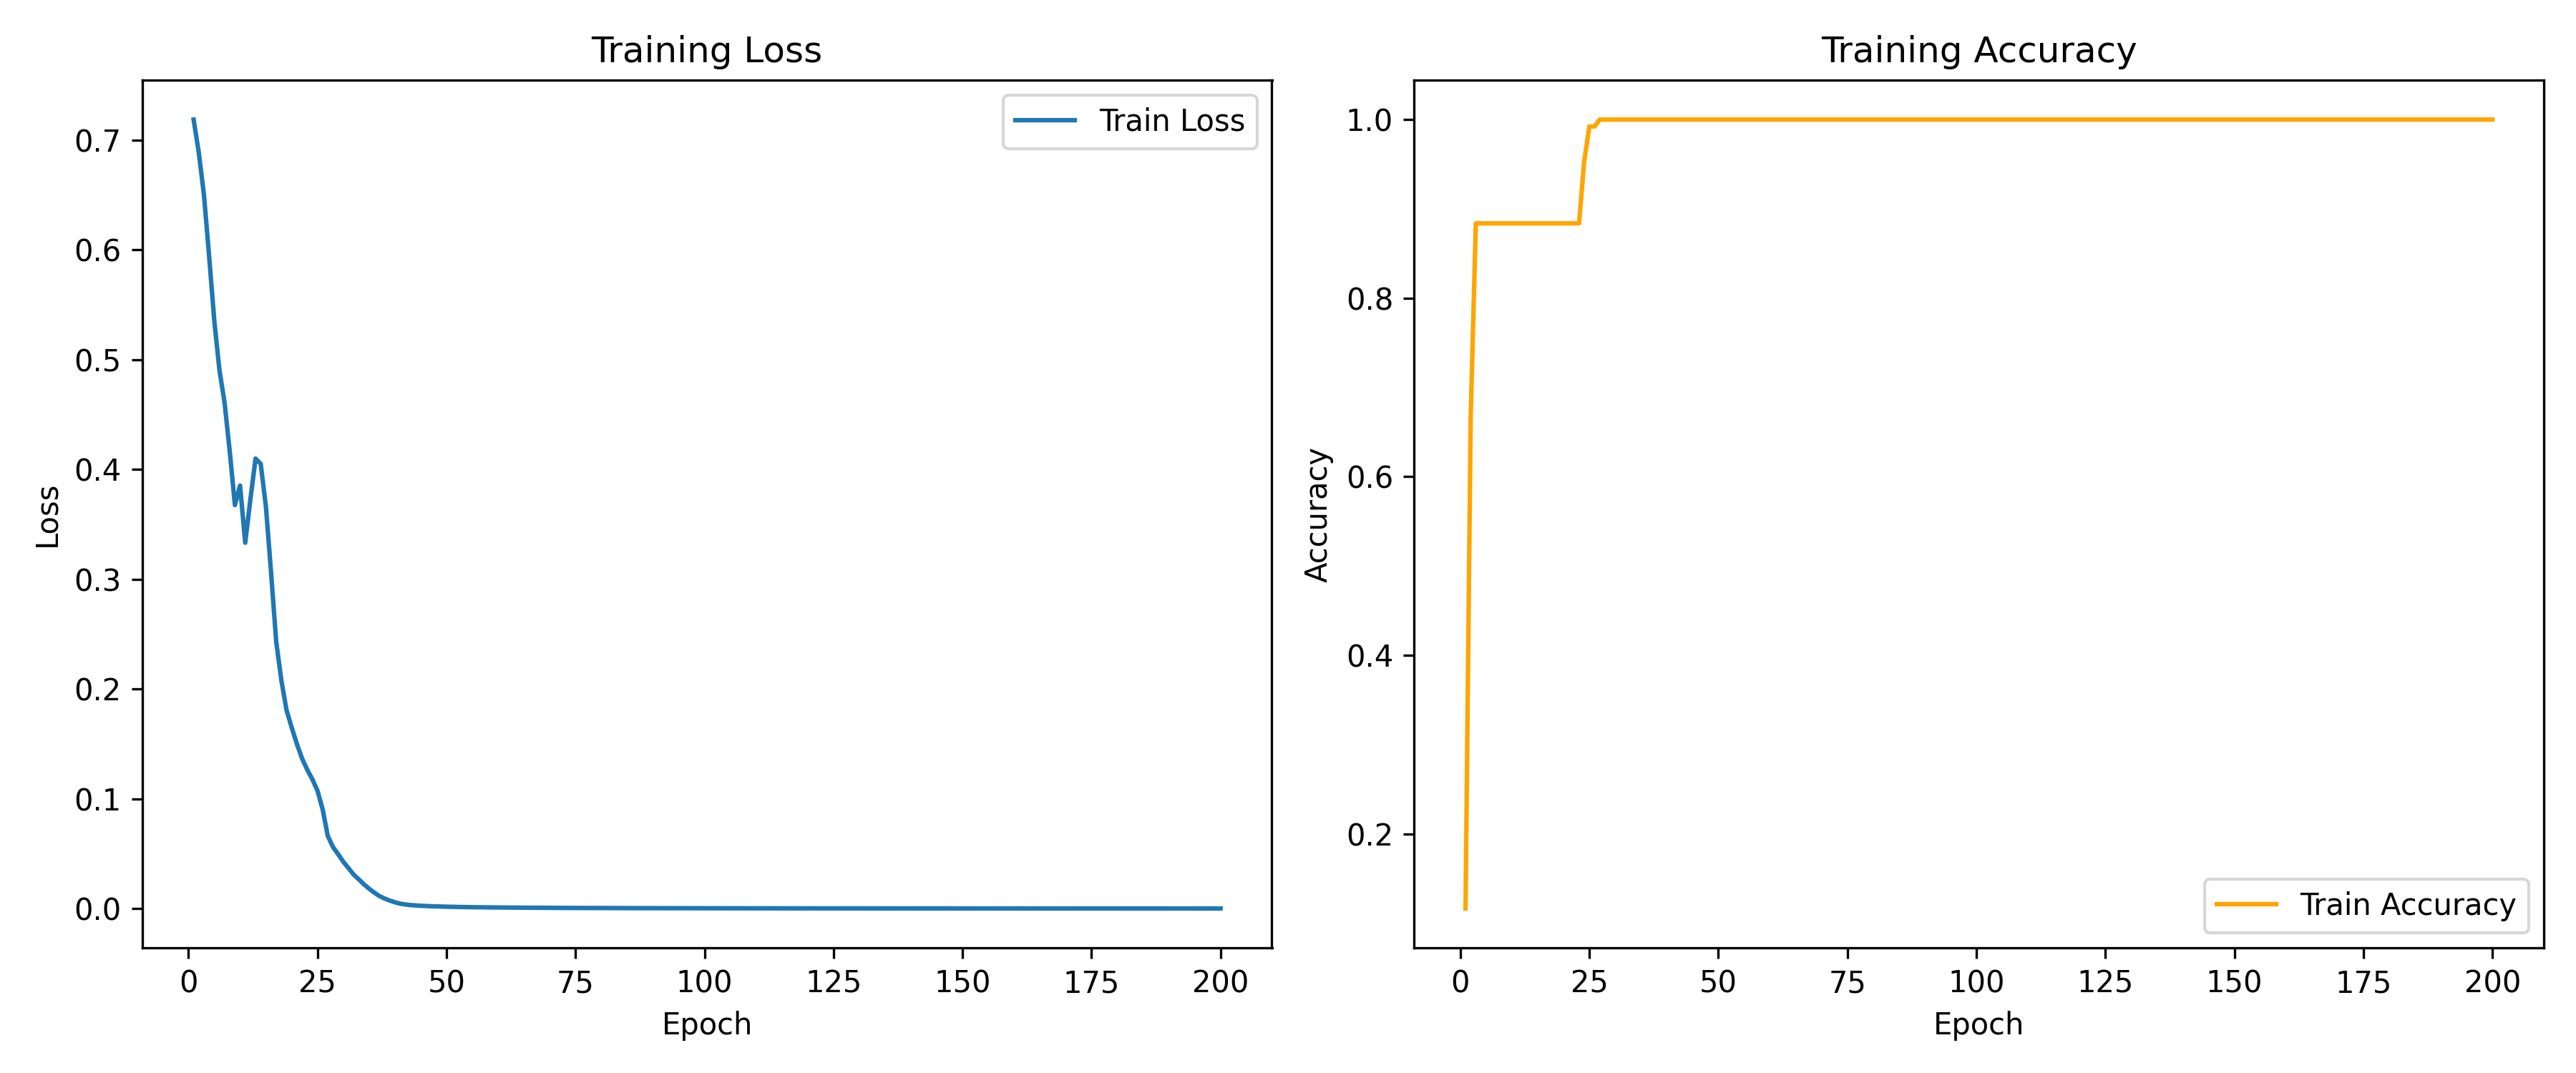 Training Loss
Train Loss
Loss
0.7
0.6
0.5
0.4
0.3
0.2
0.1
0.0
0 25 50 75 100 125 150 175 200
Epoch
Training Accuracy
Accuracy
1.0
0.8
0.6
0.4
0.2
Train Accuracy
0 25 50 75 100 125 150 175 200
Epoch